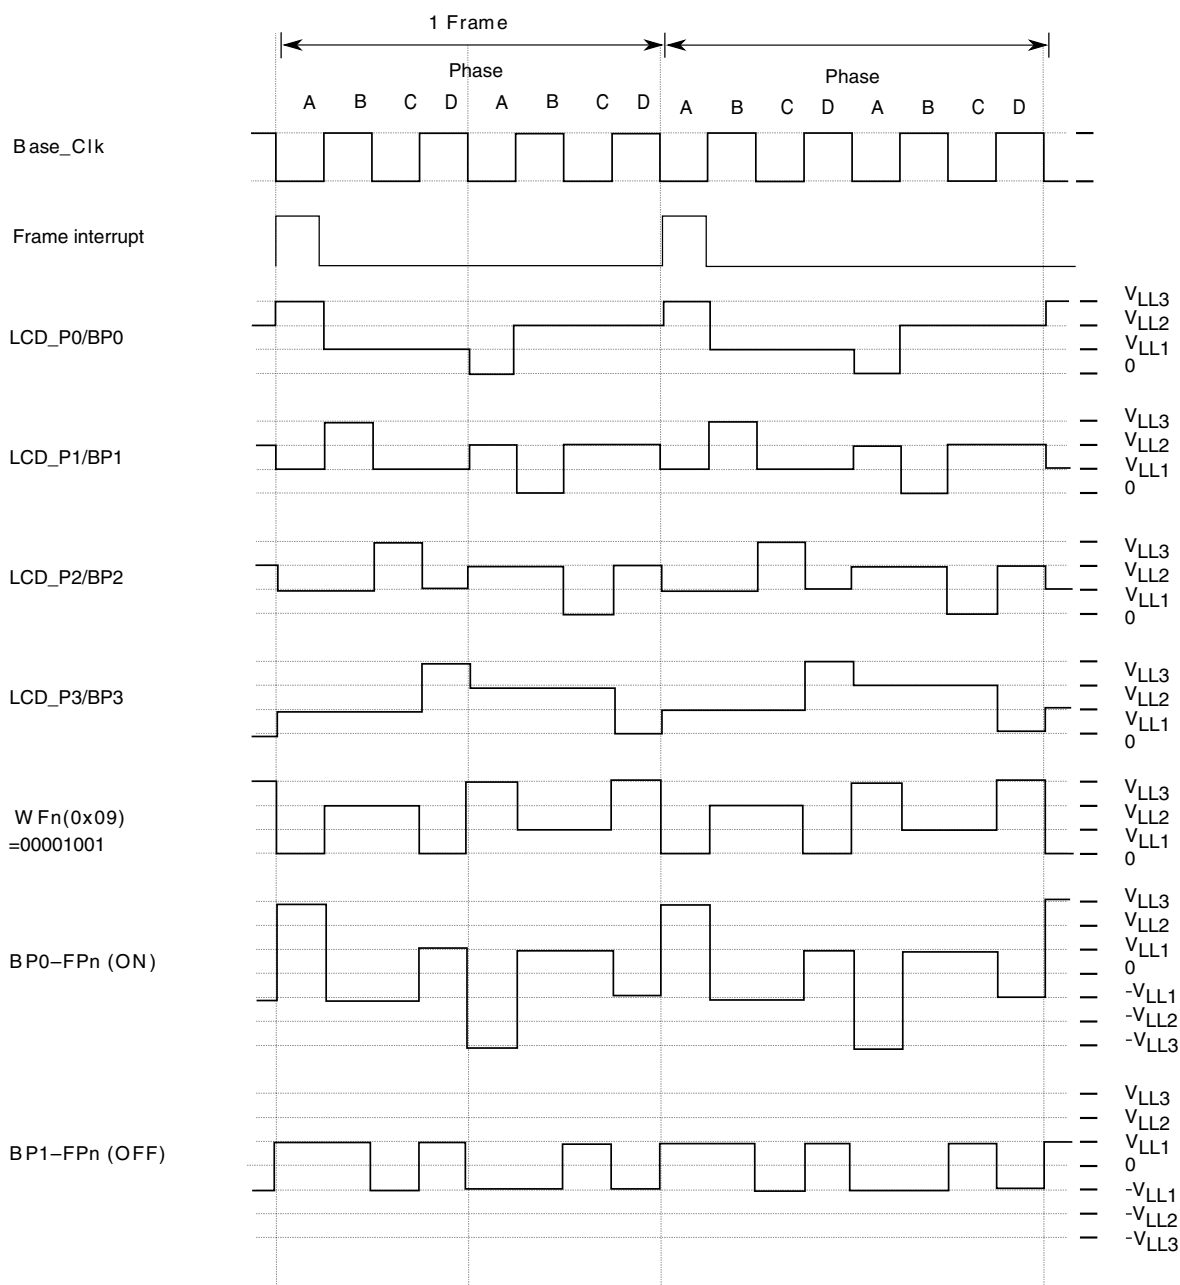 1 Frame
Phase
Phase
A B C D A B C D A B C D A B C D
Base_Clk
Frame interrupt
LCD_P0/BP0
VLL3
VLL2
VLL1
0
LCD_P1/BP1
VLL3
VLL2
VLL1
0
LCD_P2/BP2
VLL3
VLL2
VLL1
0
LCD_P3/BP3
VLL3
VLL2
VLL1
0
WFn(0x09)
=00001001
VLL3
VLL2
VLL1
0
BP0–FPn (ON)
VLL3
VLL2
VLL1
0
-VLL1
-VLL2
-VLL3
BP1–FPn (OFF)
VLL3
VLL2
VLL1
0
-VLL1
-VLL2
-VLL3